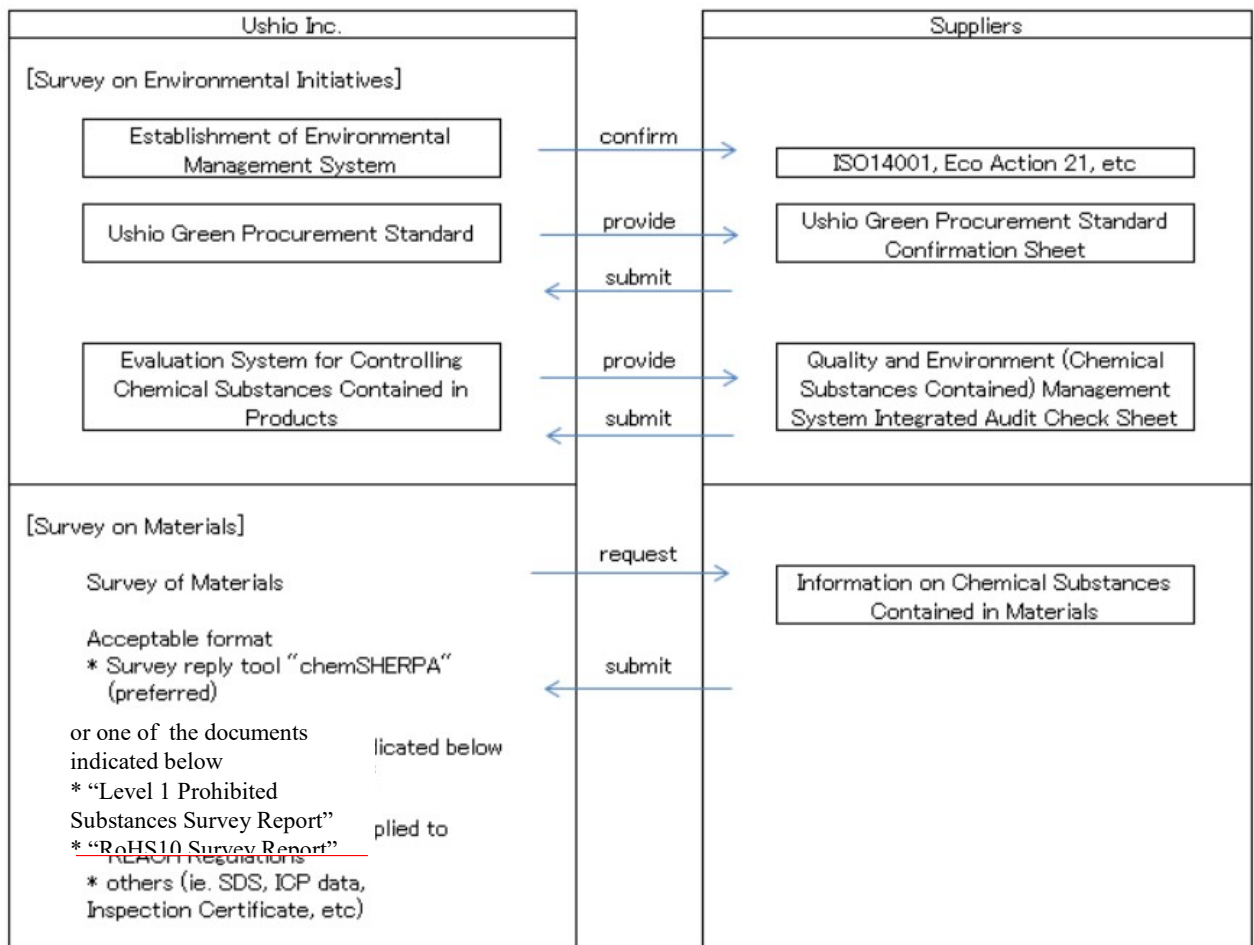 Ushio Inc.
Suppliers
[Survey on Environmental Initiatives]
Establishment of Environmental
Management System
confirm
ISO14001, Eco Action 21, etc
Ushio Green Procurement Standard
provide
Ushio Green Procurement Standard
Confirmation Sheet
submit
Evaluation System for Controlling
Chemical Substances Contained in
Products
provide
Quality and Environment (Chemical
Substances Contained) Management
System Integrated Audit Check Sheet
submit
[Survey on Materials]
Survey of Materials
request
Information on Chemical Substances
Contained in Materials
Acceptable format
* Survey reply tool "chemSHERPA"
(preferred)
submit
or one of the documents
indicated below
licated below
* “Level 1 Prohibited
Substances Survey Report”
plied to
* “RoHS10 Survey Report”
REACH Regulations
* others (ie. SDS, ICP data,
Inspection Certificate, etc)